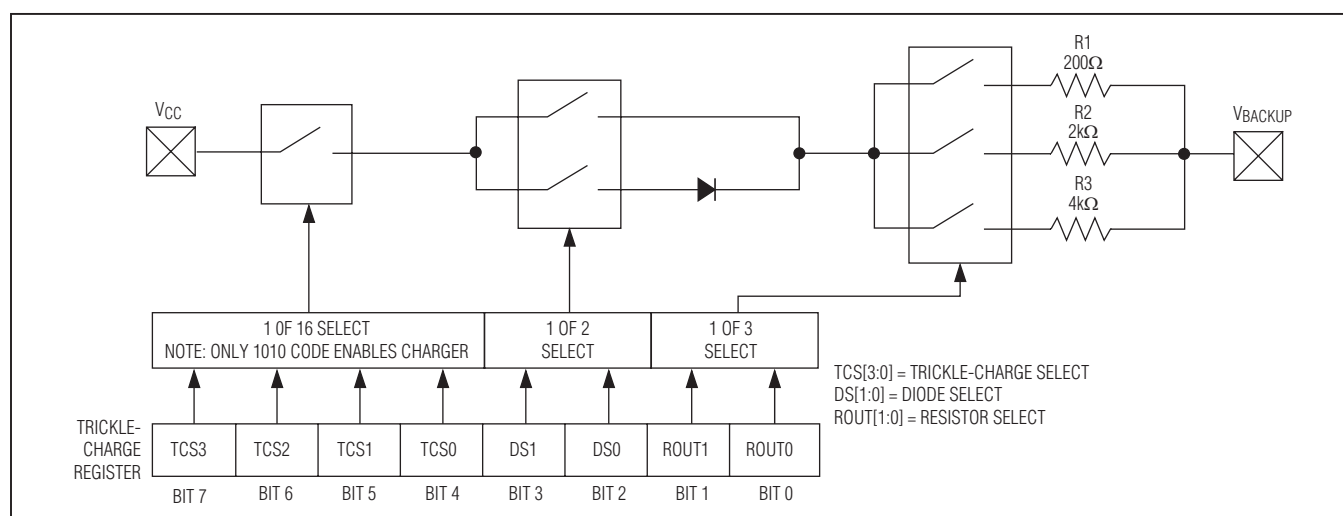 R1
200Ω
VCC
R2
2kΩ
VBACKUP
R3
4kΩ
1 OF 16 SELECT
NOTE: ONLY 1010 CODE ENABLES CHARGER
1 OF 2
SELECT
1 OF 3
SELECT
TCS[3:0] = TRICKLE-CHARGE SELECT
DS[1:0] = DIODE SELECT
ROUT[1:0] = RESISTOR SELECT
TRICKLE-
CHARGE
REGISTER
TCS3 TCS2 TCS1 TCS0 DS1 DS0 ROUT1 ROUT0
BIT 7 BIT 6 BIT 5 BIT 4 BIT 3 BIT 2 BIT 1 BIT 0